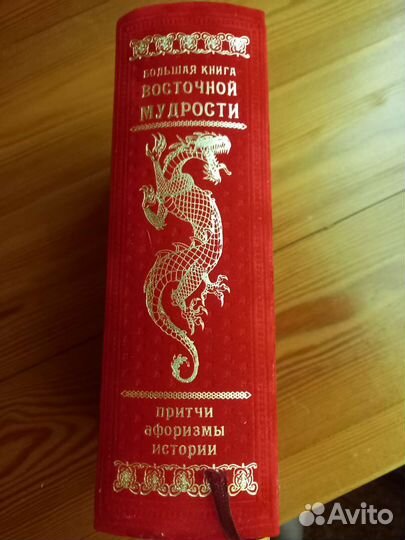 БОЛЬШАЯ КНИГА
ВОСТОЧНОЙ
МУДРОСТИ
ПРИТЧИ
АФОРИЗМЫ
ИСТОРИИ
Avito